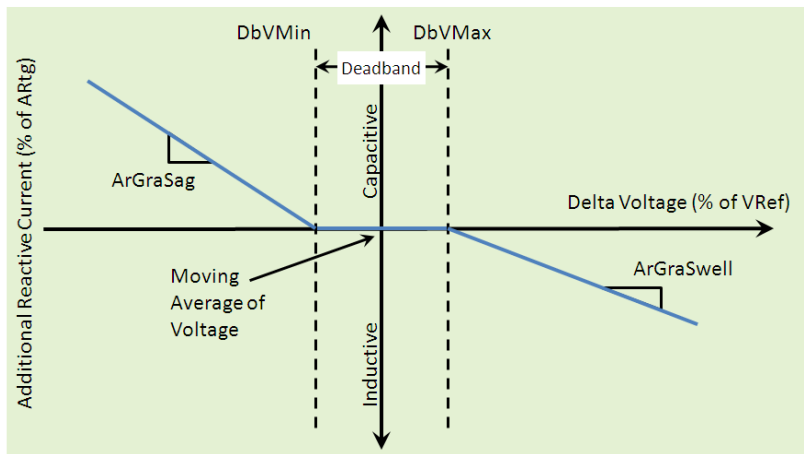 DbVMin
DbVMax
Deadband
Additional Reactive Current (% of ARtg)
Capacitive
ArGraSag
Delta Voltage (% of VRef)
Moving
Average of
Voltage
ArGraSwell
Inductive